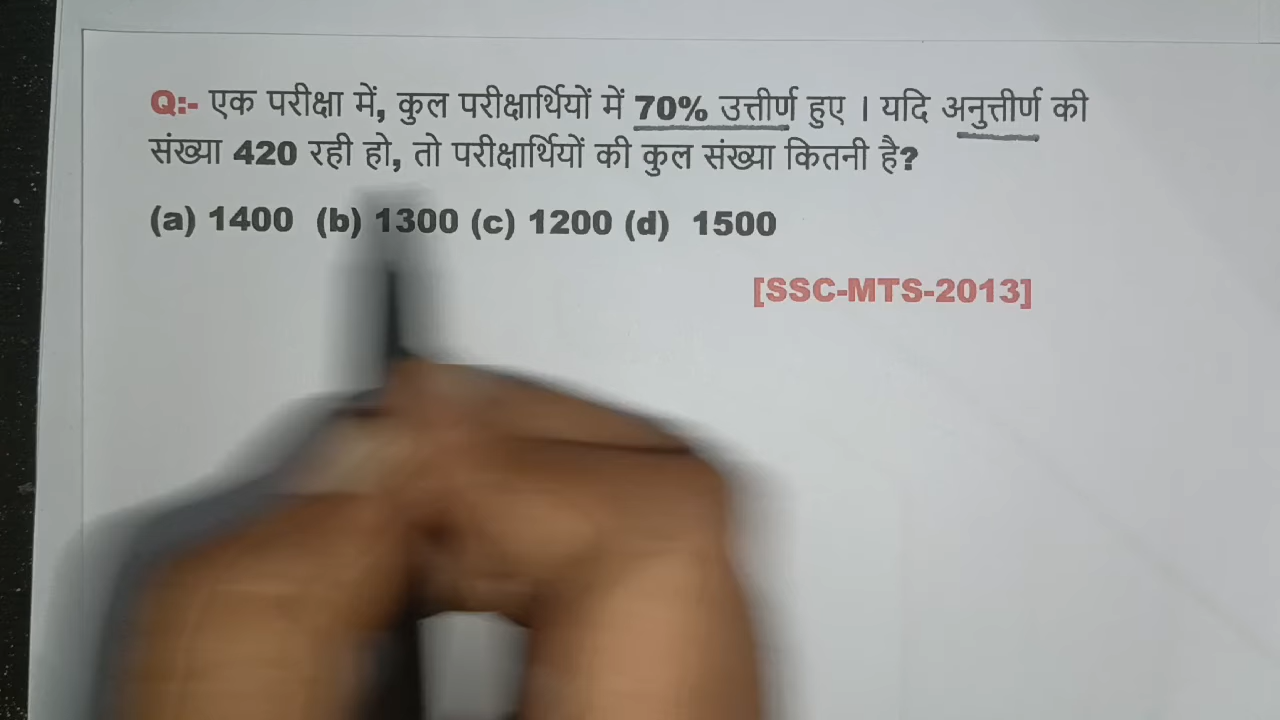 Q:- एक परीक्षा में, कुल परीक्षार्थियों में 70% उत्तीर्ण हुए । यदि अनुत्तीर्ण की
संख्या 420 रही हो, तो परीक्षार्थियों की कुल संख्या कितनी है?
(a) 1400 (b) 1300 (c) 1200 (d) 1500
[SSC-MTS-2013]